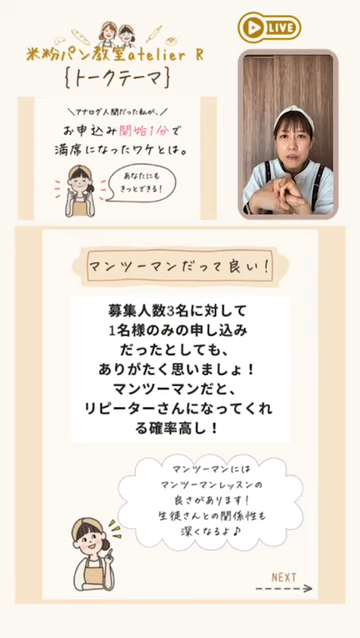 LIVE
米粉パン教室atelier R
{トークテーマ}
＼アナログ人間だった私が、／
お申込み開始1分で
満席になったワケとは。
あなたにも
きっとできる!
マンツーマンだって良い!
募集人数3名に対して
1名様のみの申し込み
だったとしても、
ありがたく思いましょ！
マンツーマンだと、
リピーターさんになってくれ
る確率高し！
マンツーマンには
マンツーマンレッスンの
良さがあります!
生徒さんとの関係性も
深くなるよ♪
NEXT